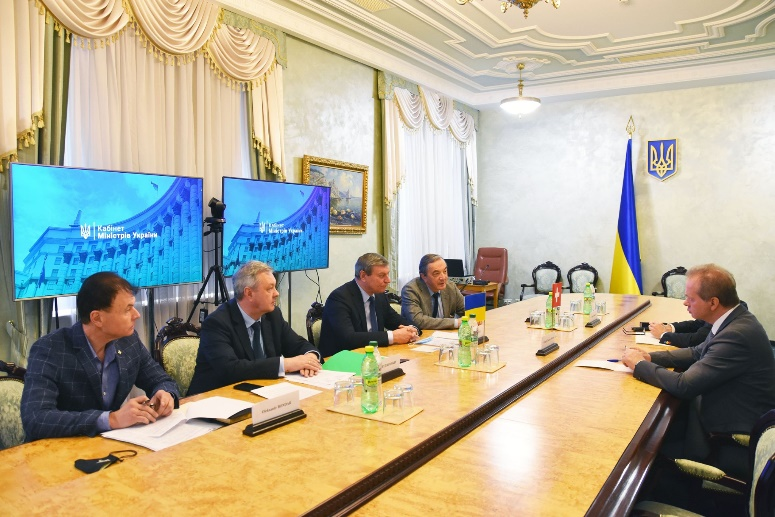 Кабінет
Міністрів України
Кабінет
Міністрів України